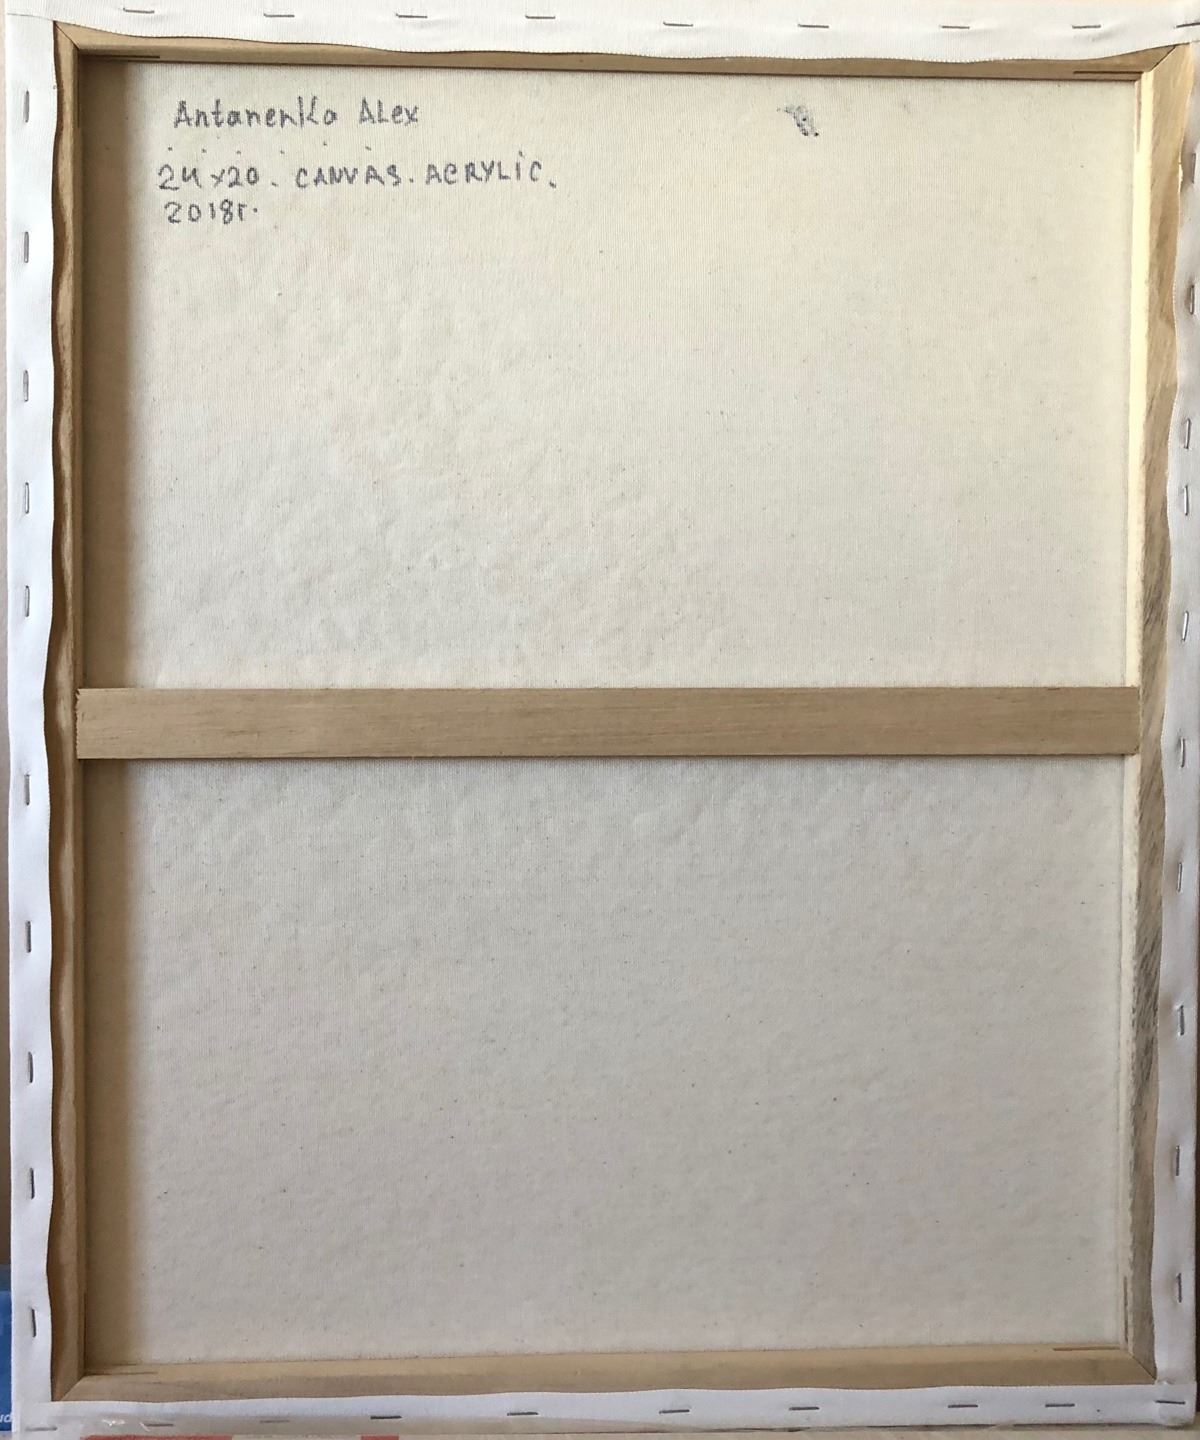 Antanenko Alex
24x20. CANVAS. ACRYLIC.
2018г.